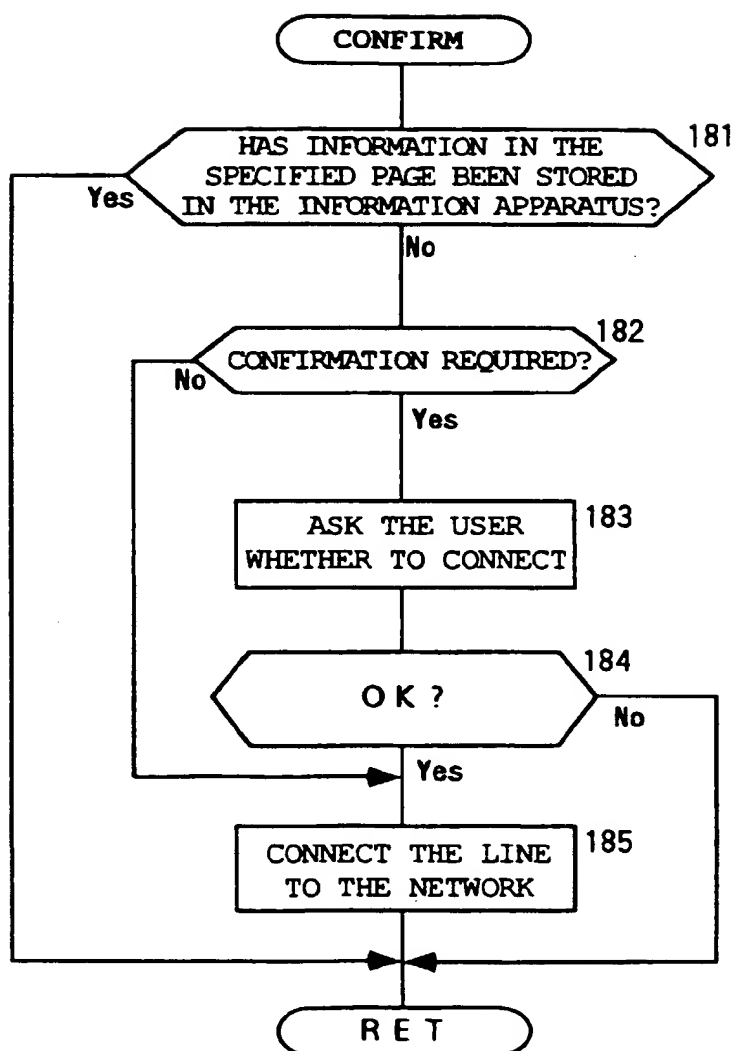 CONFIRM
HAS INFORMATION IN THE
SPECIFIED PAGE BEEN STORED
IN THE INFORMATION APPARATUS?
181
Yes
No
CONFIRMATION REQUIRED?
182
No
Yes
ASK THE USER
WHETHER TO CONNECT
183
OK?
184
No
Yes
CONNECT THE LINE
TO THE NETWORK
185
RET